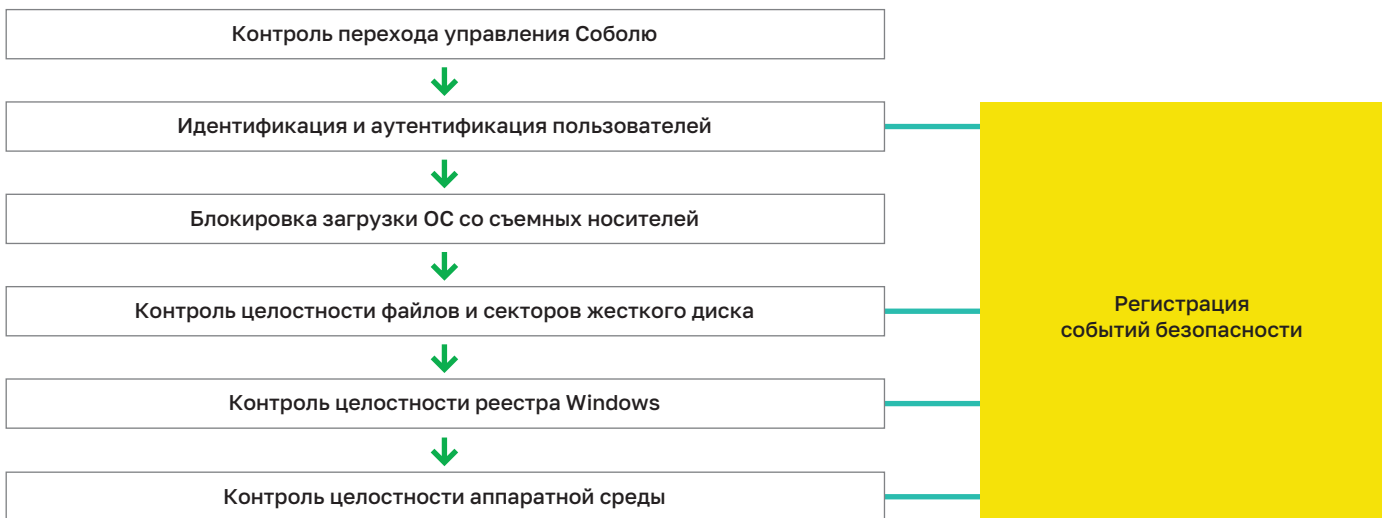 Контроль перехода управления Соболю
Идентификация и аутентификация пользователей
Блокировка загрузки ОС со съемных носителей
Контроль целостности файлов и секторов жесткого диска
Контроль целостности реестра Windows
Контроль целостности аппаратной среды
Регистрация
событий безопасности